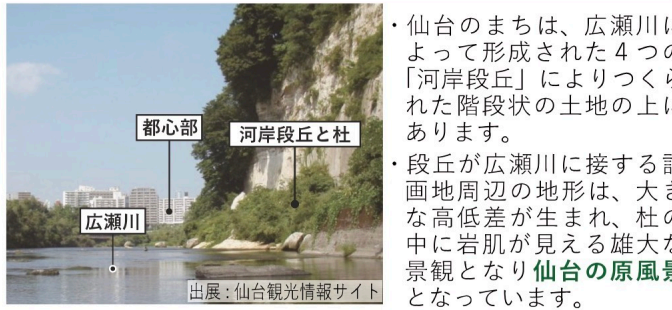 都心部
河岸段丘と杜
広瀬川
出展:仙台観光情報サイト
・仙台のまちは、広瀬川に
よって形成された4つの
「河岸段丘」によりつくら
れた階段状の土地の上に
あります。
・段丘が広瀬川に接する計
画地周辺の地形は、大き
な高低差が生まれ、杜の
中に岩肌が見える雄大な
景観となり仙台の原風景
となっています。